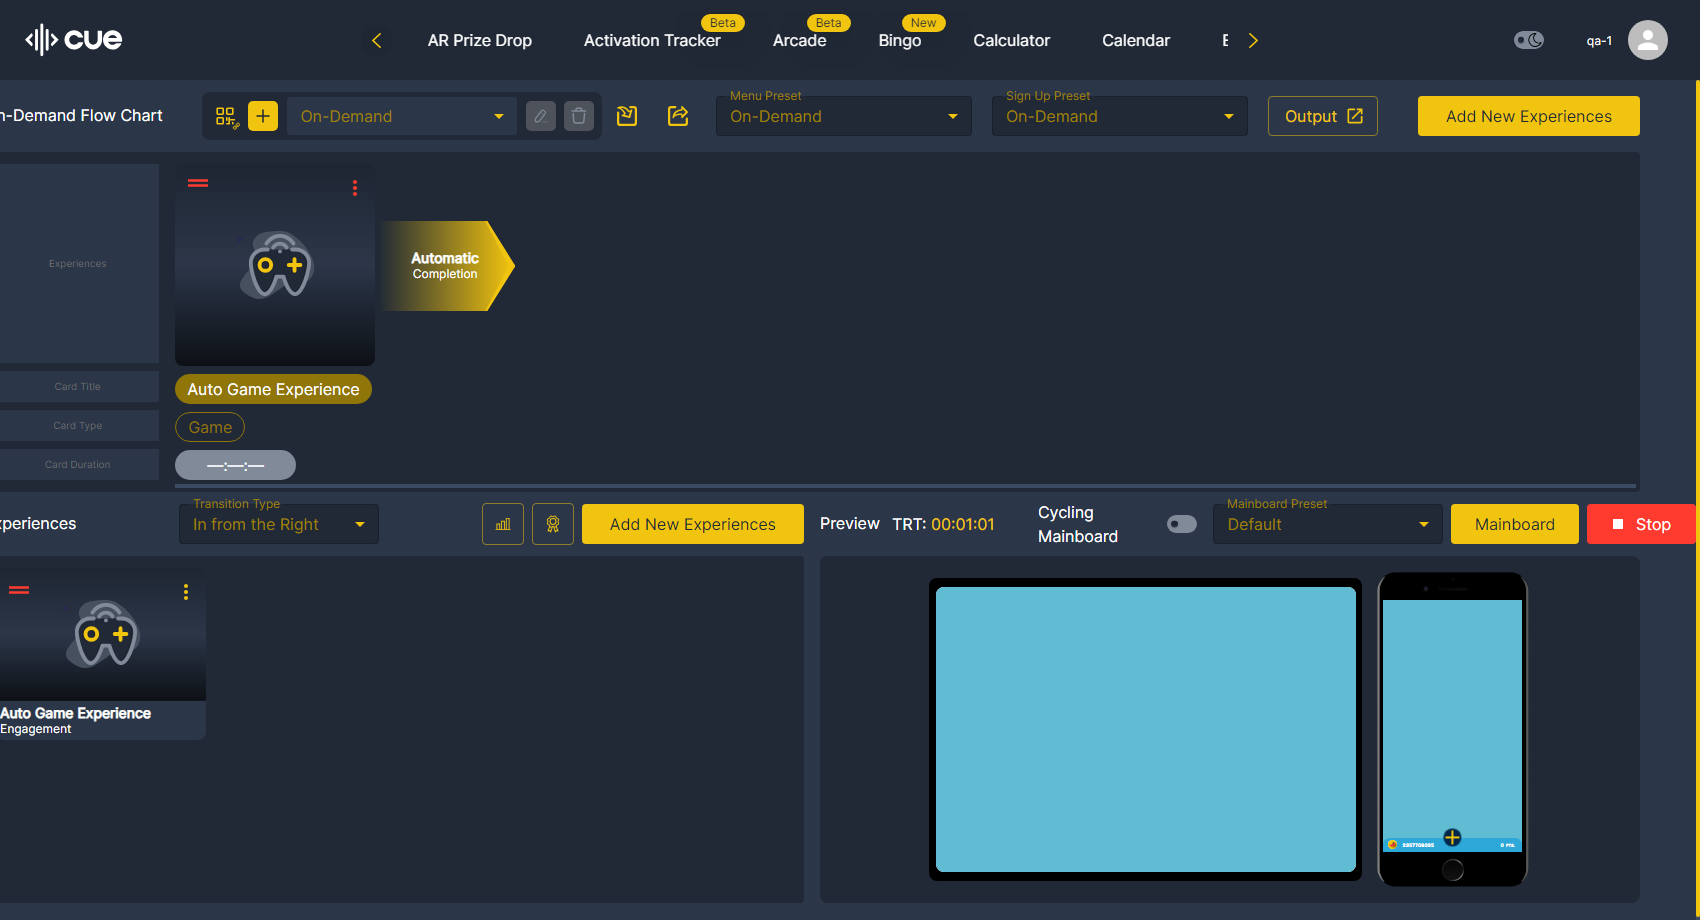 cue
AR Prize Drop
Activation Tracker
Beta
Arcade
Beta
Bingo
New
Calculator
Calendar
qa-1
n-Demand Flow Chart
On-Demand
Menu Preset
On-Demand
Sign Up Preset
On-Demand
Output
Add New Experiences
Experiences
Automatic
Completion
Card Title
Auto Game Experience
Card Type
Game
Card Duration
—:—:—
xperiences
Transition Type
In from the Right
Add New Experiences
Preview
TRT: 00:01:01
Cycling
Mainboard
Mainboard Preset
Default
Mainboard
Stop
Auto Game Experience
Engagement
0 PTS.